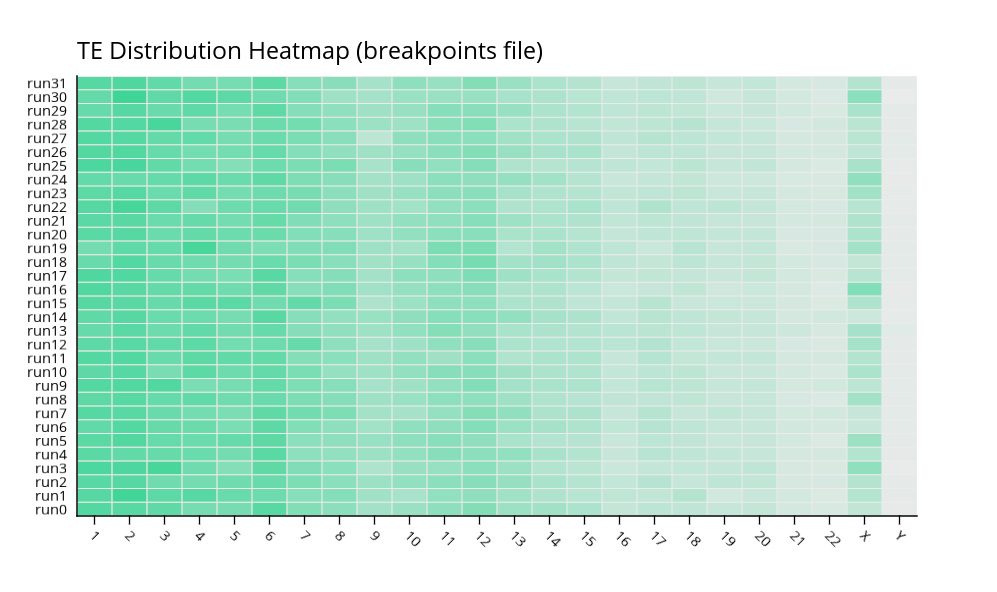 TE Distribution Heatmap (breakpoints file)
run31
run30
run29
run28
run27
run26
run25
run24
run23
run22
run21
run20
run19
run18
run17
run16
run15
run14
run13
run12
run11
run10
run9
run8
run7
run6
run5
run4
run3
run2
run1
run0
1 2 3 4 5 6 7 8 9 10 11 12 13 14 15 16 17 18 19 20 21 22 X Y